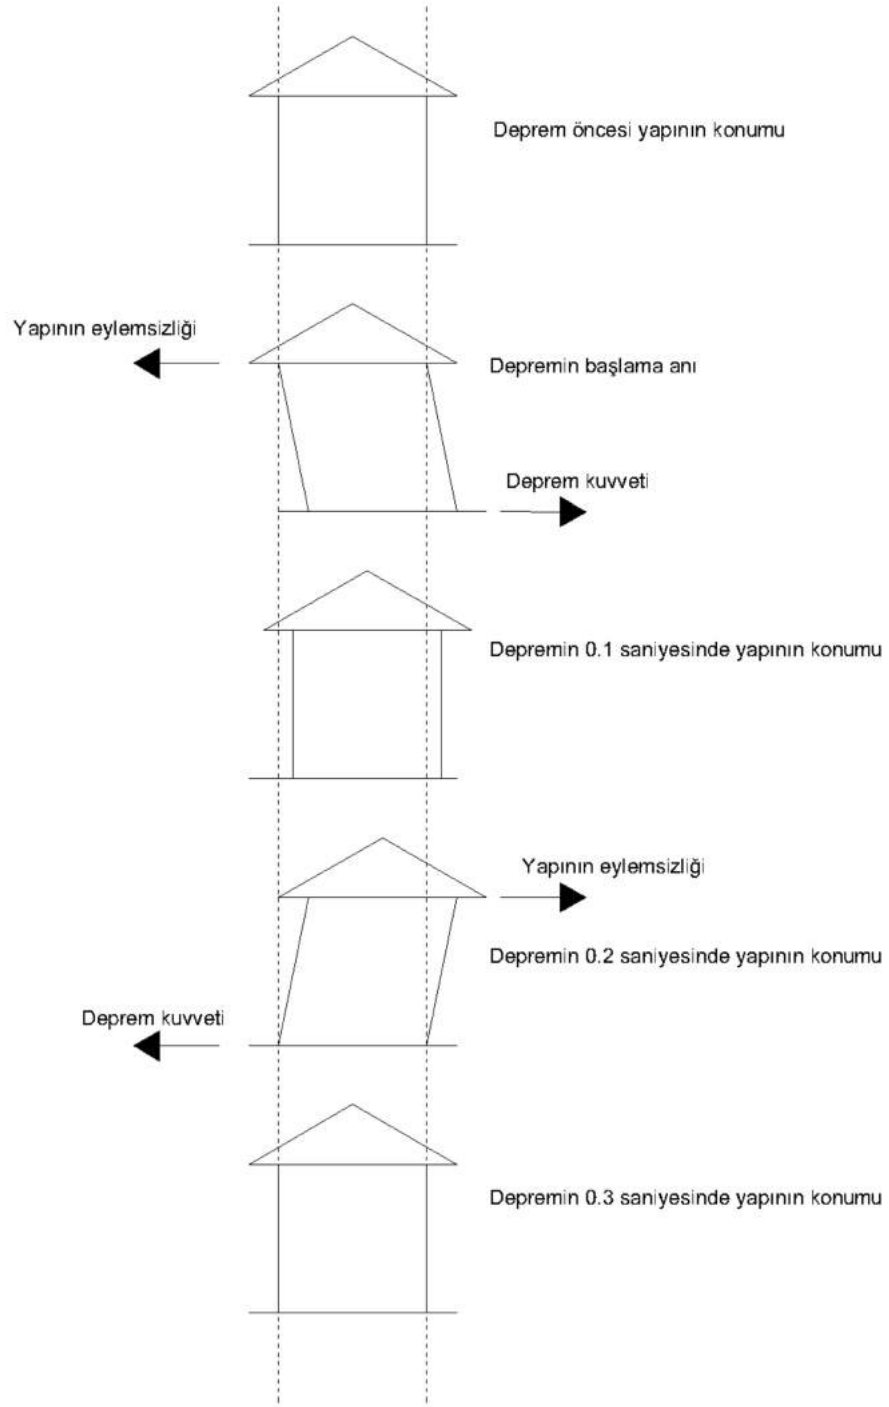 Deprem öncesi yapının konumu
Yapının eylemsizliği
Depremin başlama anı
Deprem kuvveti
Depremin 0.1 saniyesinde yapının konumu
Yapının eylemsizliği
Depremin 0.2 saniyesinde yapının konumu
Deprem kuvveti
Depremin 0.3 saniyesinde yapının konumu